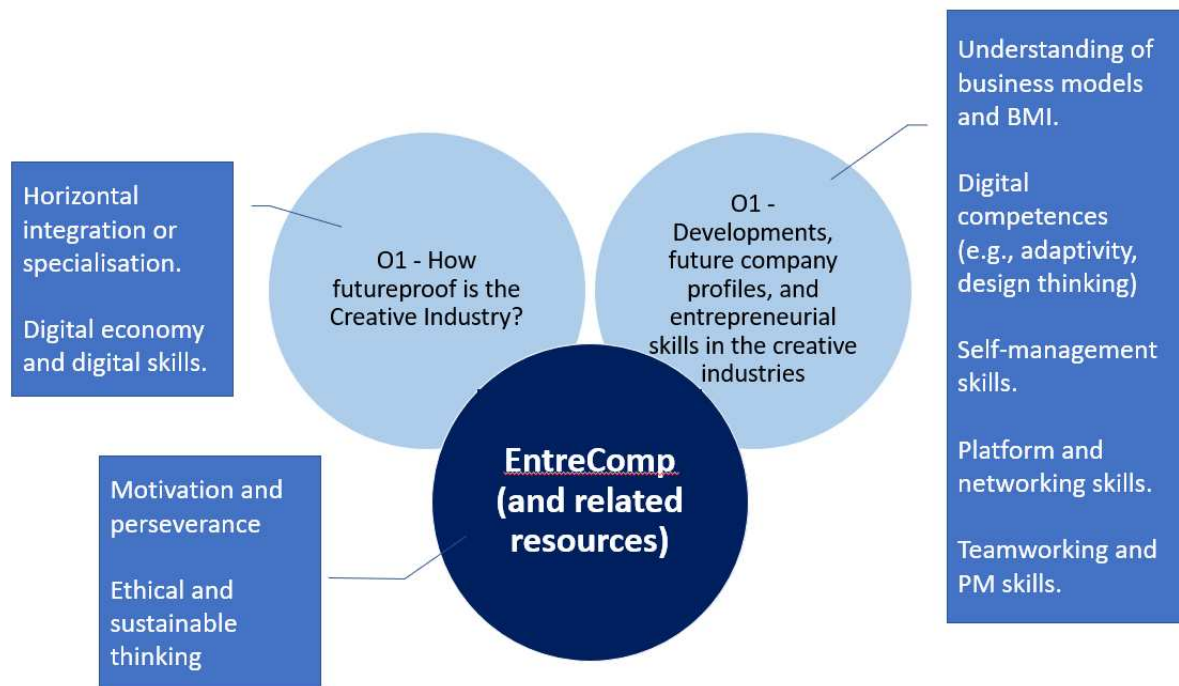 Horizontal
integration or
specialisation.
Digital economy
and digital skills.
O1 - How
futureproof is the
Creative Industry?
O1 -
Developments,
future company
profiles, and
entrepreneurial
skills in the creative
industries
Understanding of
business models
and BMI.
Digital
competences
(e.g., adaptivity,
design thinking)
Self-management
skills.
Platform and
networking skills.
Teamworking and
PM skills.
EntreComp
(and related
resources)
Motivation and
perseverance
Ethical and
sustainable
thinking